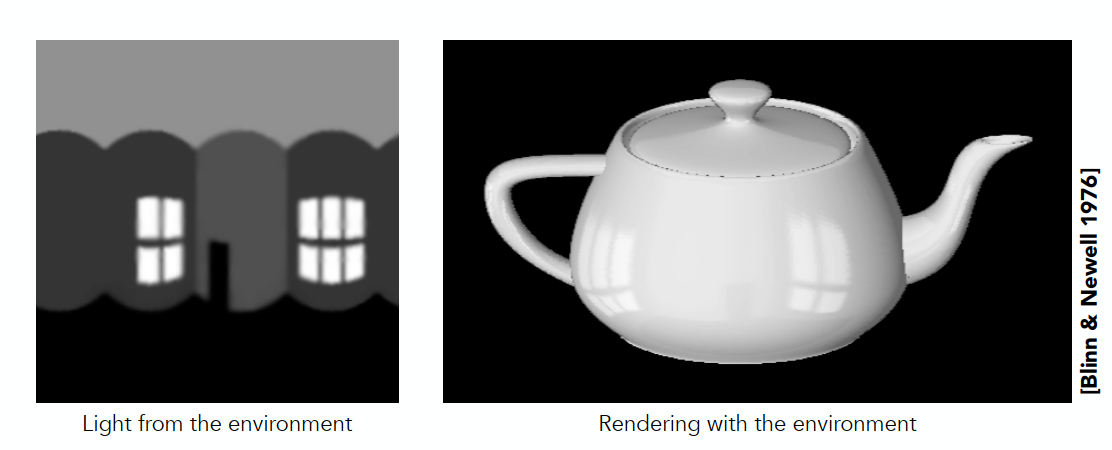 Light from the environment
Rendering with the environment
[Blinn & Newell 1976]